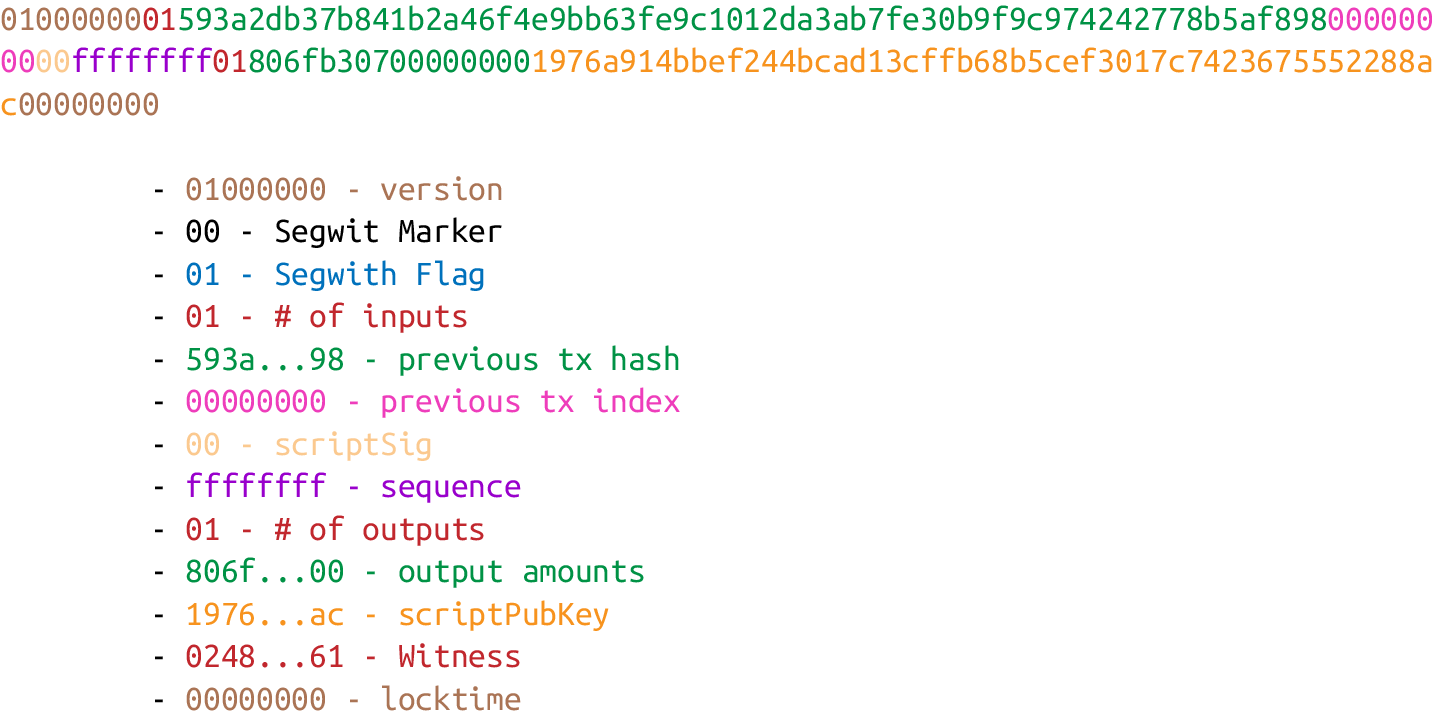 0100000001593a2db37b841b2a46f4e9bb63fe9c1012da3ab7fe30b9f9c974242778b5af898000000
0000ffffffff01806fb307000000001976a914bbef244bcad13cffb68b5cef3017c7423675552288a
c00000000
- 01000000 - version
- 00 - Segwit Marker
- 01 - Segwith Flag
- 01 - # of inputs
- 593a...98 - previous tx hash
- 00000000 - previous tx index
- 00 - scriptSig
- ffffffff - sequence
- 01 - # of outputs
- 806f...00 - output amounts
- 1976...ac - scriptPubKey
- 0248...61 - Witness
- 00000000 - locktime